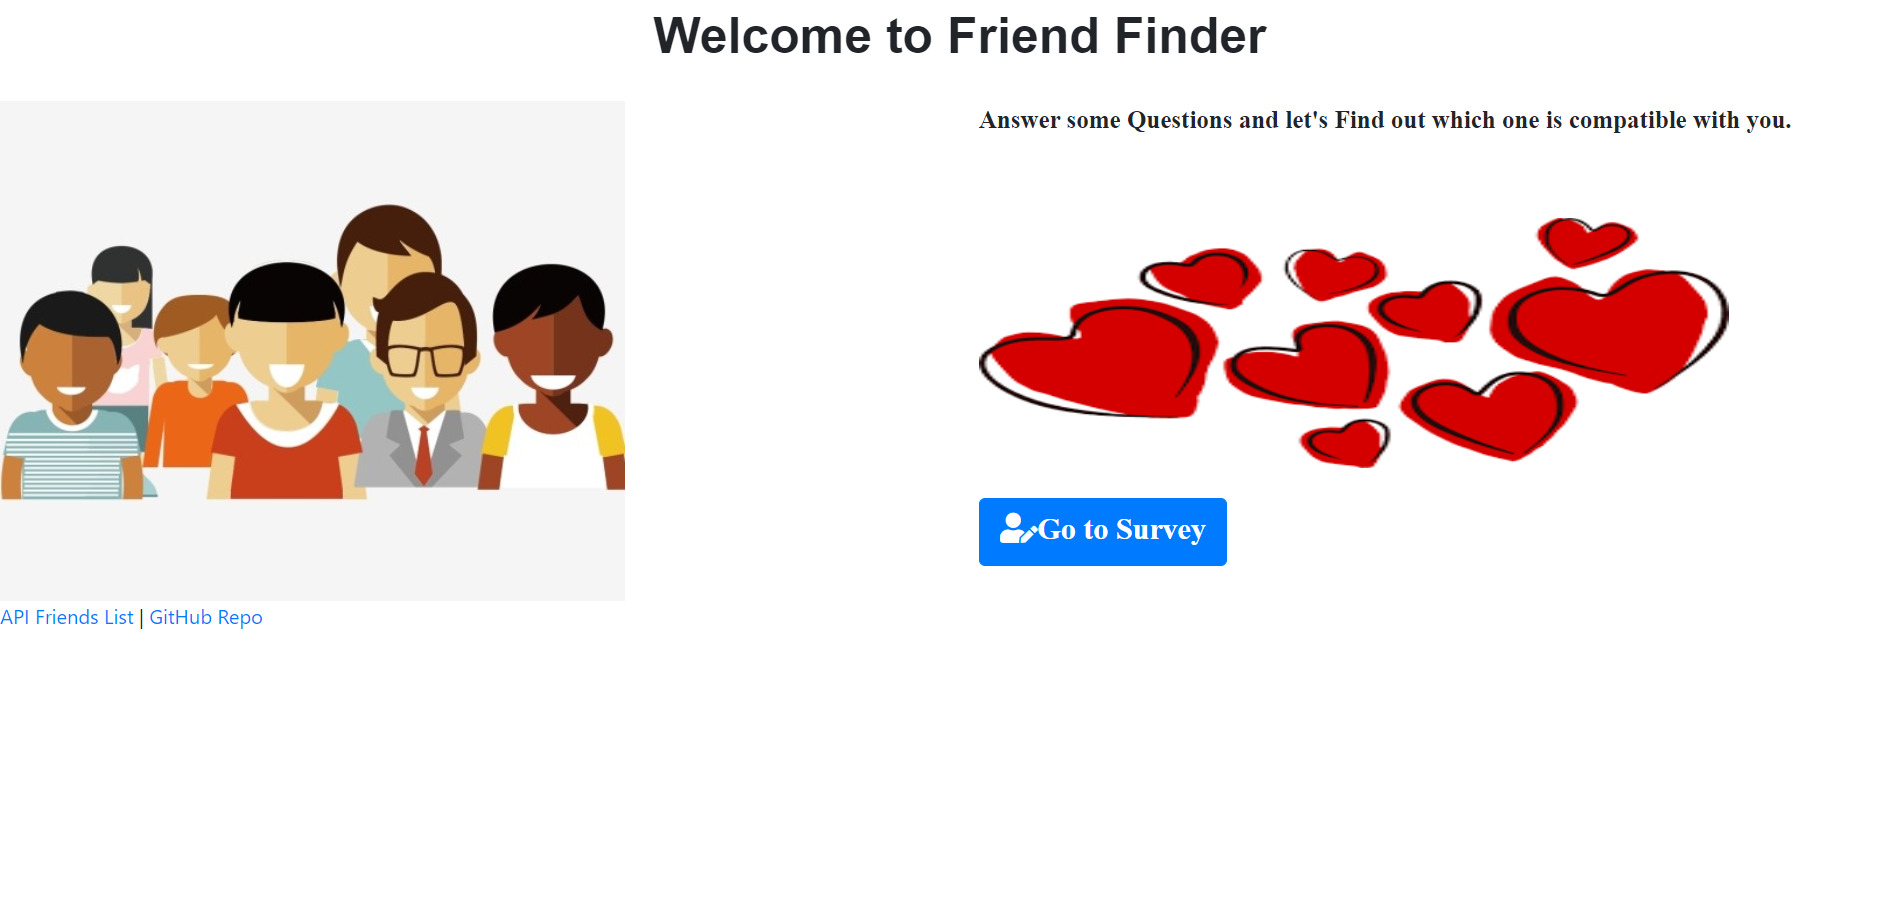 Welcome to Friend Finder
Answer some Questions and let's Find out which one is compatible with you.
Go to Survey
API Friends List | GitHub Repo